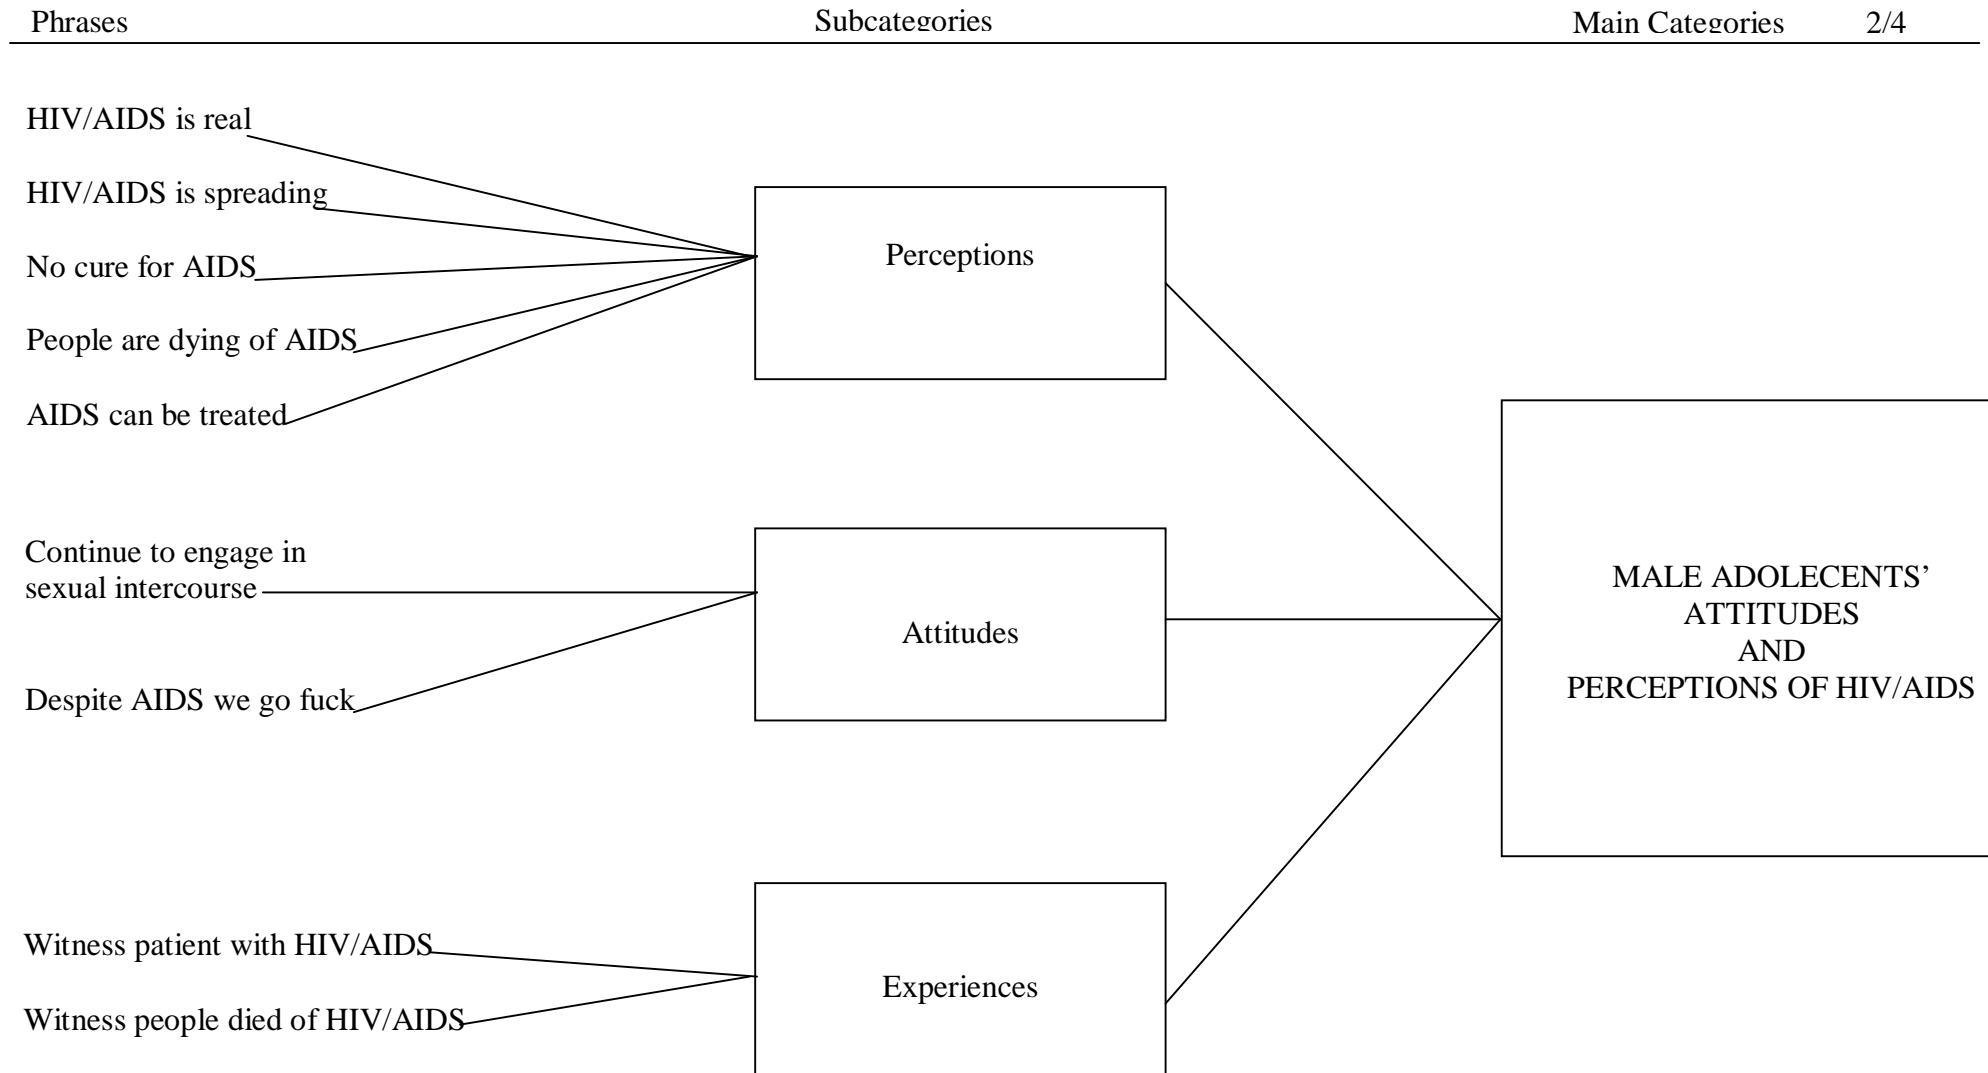 Phrases Subcategories Main Categories 2/4
HIV/AIDS is real
HIV/AIDS is spreading
No cure for AIDS
People are dying of AIDS
AIDS can be treated
Perceptions
Continue to engage in
sexual intercourse
Despite AIDS we go fuck
Attitudes
Witness patient with HIV/AIDS
Witness people died of HIV/AIDS
Experiences
MALE ADOLECENTS’
ATTITUDES
AND
PERCEPTIONS OF HIV/AIDS